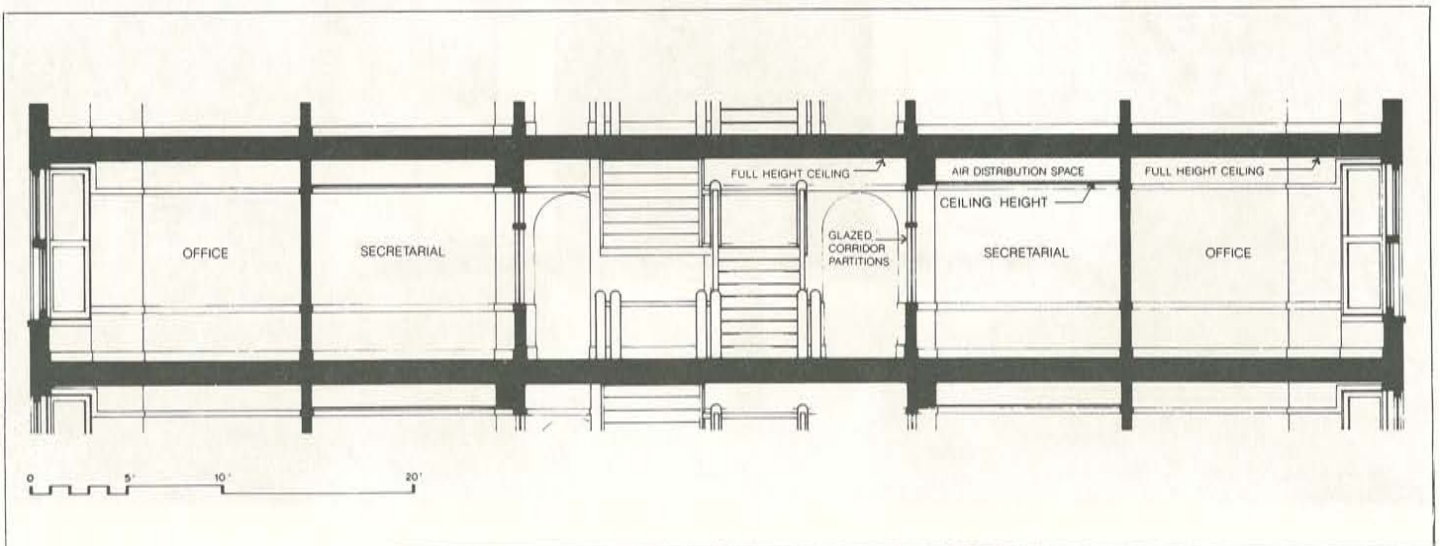 FULL HEIGHT CEILING
AIR DISTRIBUTION SPACE
FULL HEIGHT CEILING
CEILING HEIGHT
OFFICE
SECRETARIAL
GLAZED
CORRIDOR
PARTITIONS
SECRETARIAL
OFFICE
0 5' 10' 20'